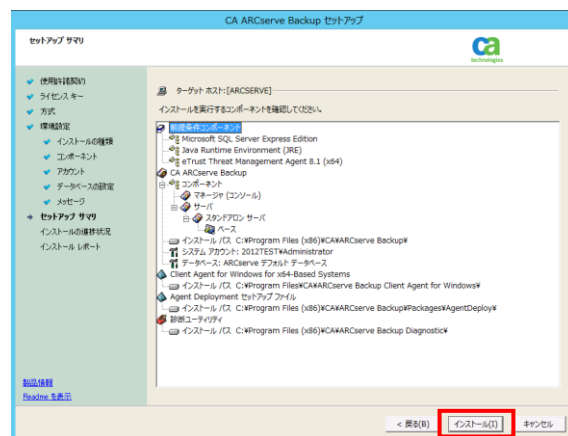 CA ARCserve Backup セットアップ
セットアップ サマリ
ca
technologies
使用許諾契約
ライセンス キー
方式
環境設定
インストールの種類
コンポーネント
アカウント
データベースの設定
メッセージ
セットアップ サマリ
インストールの進捗状況
インストール レポート
製品情報
Readme を表示
ターゲット ホスト:[ARCSERVE]
インストールを実行するコンポーネントを確認してください。
前提条件コンポーネント
Microsoft SQL Server Express Edition
Java Runtime Environment (JRE)
eTrust Threat Management Agent 8.1 (x64)
CA ARCserve Backup
コンポーネント
マネージャ (コンソール)
サーバ
スタンドアロン サーバ
ベース
インストール パス C:¥Program Files (x86)¥CA¥ARCserve Backup¥
システム アカウント: 2012TEST¥Administrator
データベース: ARCserve デフォルト データベース
Client Agent for Windows for x64-Based Systems
インストール パス C:¥Program Files¥CA¥ARCserve Backup Client Agent for Windows¥
Agent Deployment セットアップ ファイル
インストール パス C:¥Program Files (x86)¥CA¥ARCserve Backup¥Packages¥AgentDeploy¥
診断ユーティリティ
インストール パス C:¥Program Files (x86)¥CA¥ARCserve Backup Diagnostic¥
< 戻る(B)
インストール(I)
キャンセル